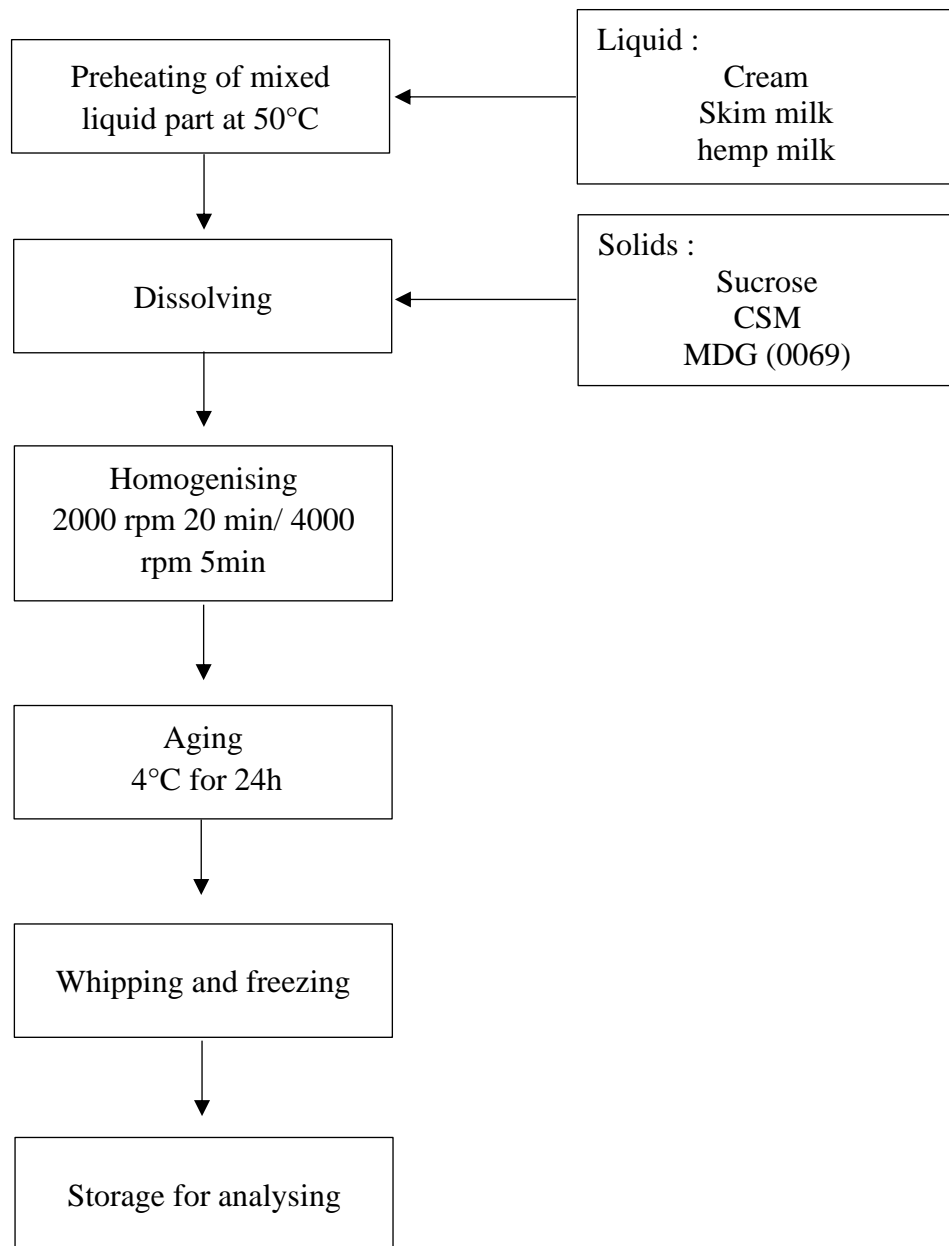 Preheating of mixed
liquid part at 50°C
Liquid :
Cream
Skim milk
hemp milk
Dissolving
Solids :
Sucrose
CSM
MDG (0069)
Homogenising
2000 rpm 20 min/ 4000
rpm 5min
Aging
4°C for 24h
Whipping and freezing
Storage for analysing